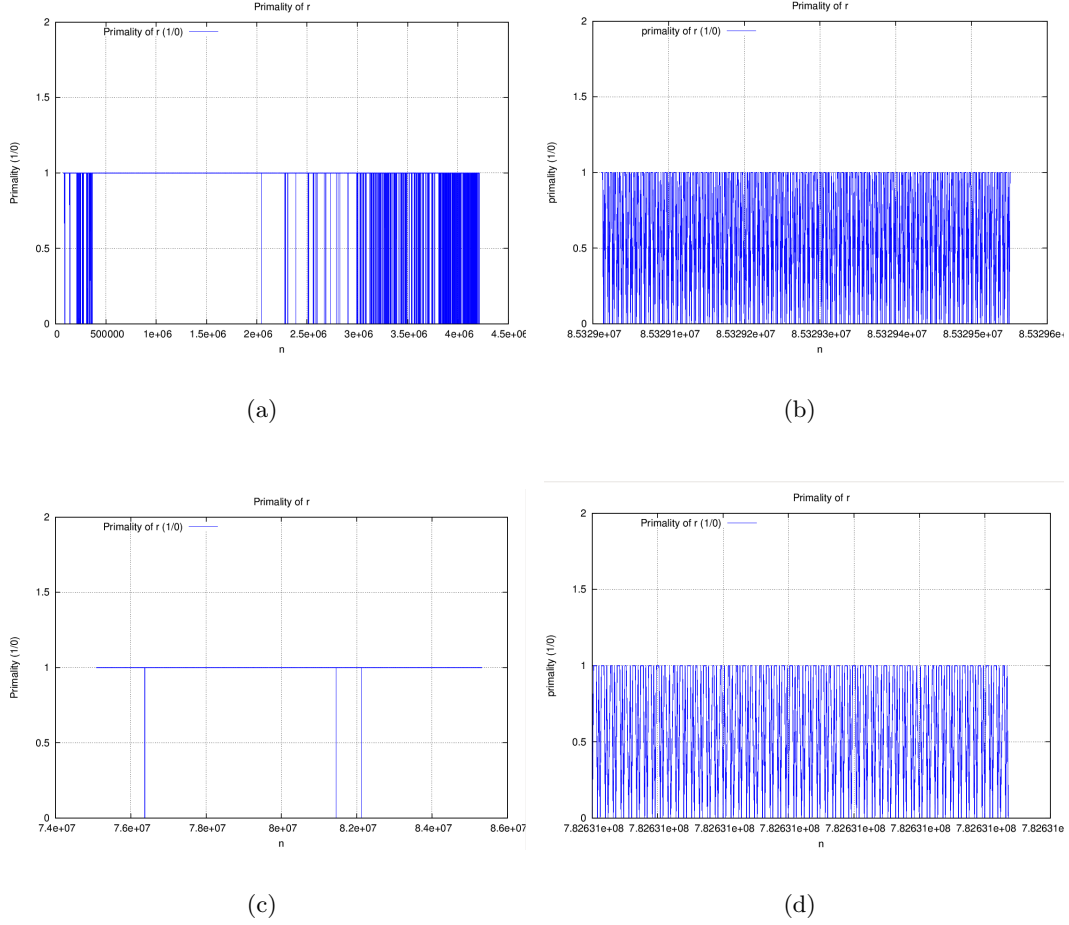 Primality of r
Primality of r (1/0)
2
1.5
1
0.5
0
Primality (1/0)
0
500000
1e+06
1.5e+06
2e+06
2.5e+06
3e+06
3.5e+06
4e+06
4.5e+06
n
(a)
Primality of r
primality of r (1/0)
2
1.5
1
0.5
0
primality (1/0)
8.5329e+07
8.53291e+07
8.53292e+07
8.53293e+07
8.53294e+07
8.53295e+07
8.53296e+
n
(b)
Primality of r
Primality of r (1/0)
2
1.5
1
0.5
0
Primality (1/0)
7.4e+07
7.6e+07
7.8e+07
8e+07
8.2e+07
8.4e+07
8.6e+07
n
(c)
Primality of r
Primality of r (1/0)
2
1.5
1
0.5
0
primality (1/0)
7.82631e+08
7.82631e+08
7.82631e+08
7.82631e+08
7.82631e+08
7.82631e+08
7.82631e+08
7.82631e+
n
(d)